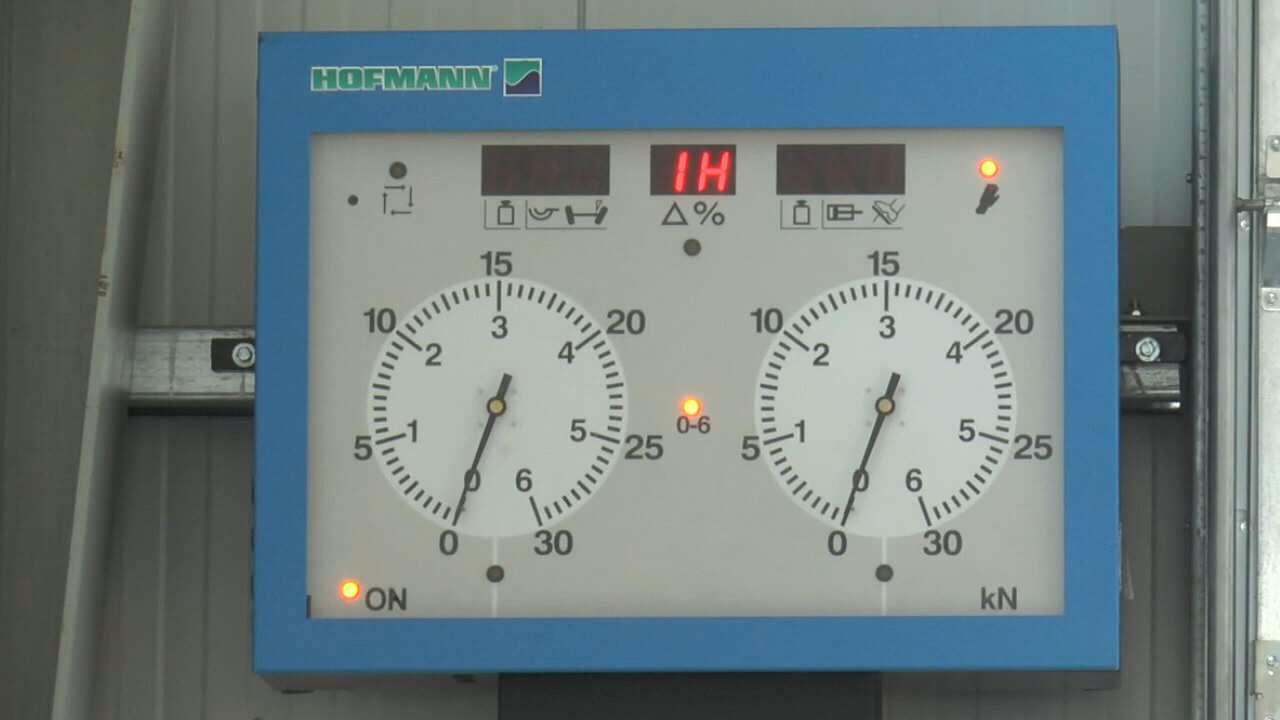 HOFMANN
1H
Δ%
15 15
10 20 10 20
3 3
2 4 2 4
0-6
1 5 1 5
5 25 5 25
0 6 0 6
0 30 0 30
ON kN